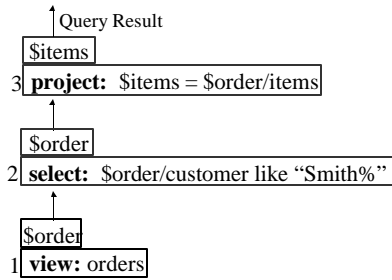 Query Result
$items
3 project: $items = $order/items
$order
2 select: $order/customer like “Smith%”
$order
1 view: orders